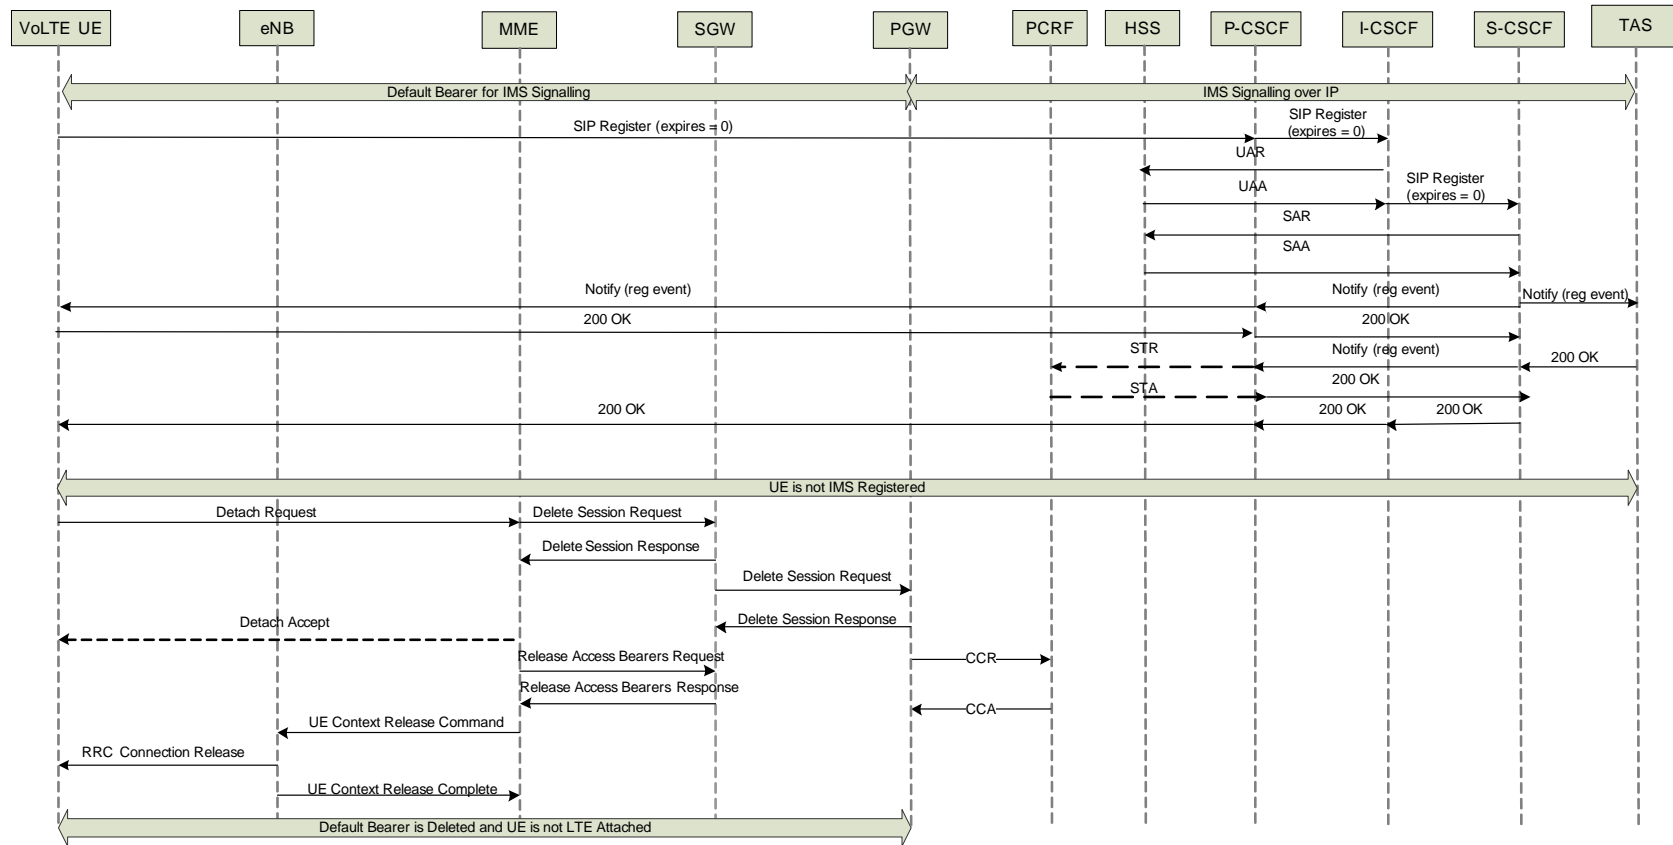 VoLTE UE
eNB
MME
SGW
PGW
PCRF
HSS
P-CSCF
I-CSCF
S-CSCF
TAS
Default Bearer for IMS Signalling
IMS Signalling over IP
SIP Register (expires = 0)
SIP Register
(expires = 0)
UAR
UAA
SIP Register
(expires = 0)
SAR
SAA
Notify (reg event)
Notify (reg event)
Notify (reg event)
200 OK
200 OK
STR
Notify (reg event)
200 OK
STA
200 OK
200 OK
200 OK
200 OK
UE is not IMS Registered
Detach Request
Delete Session Request
Delete Session Response
Delete Session Request
Detach Accept
Delete Session Response
Release Access Bearers Request
CCR
Release Access Bearers Response
CCA
UE Context Release Command
RRC Connection Release
UE Context Release Complete
Default Bearer is Deleted and UE is not LTE Attached